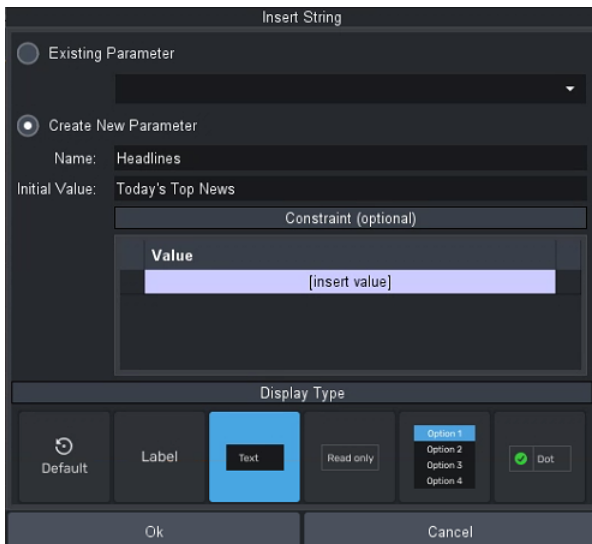 Insert String
Existing Parameter
Create New Parameter
Name: Headlines
Initial Value: Today's Top News
Constraint (optional)
Value
[insert value]
Display Type
Default
Label
Text
Read only
Option 1
Option 2
Option 3
Option 4
Dot
Ok Cancel